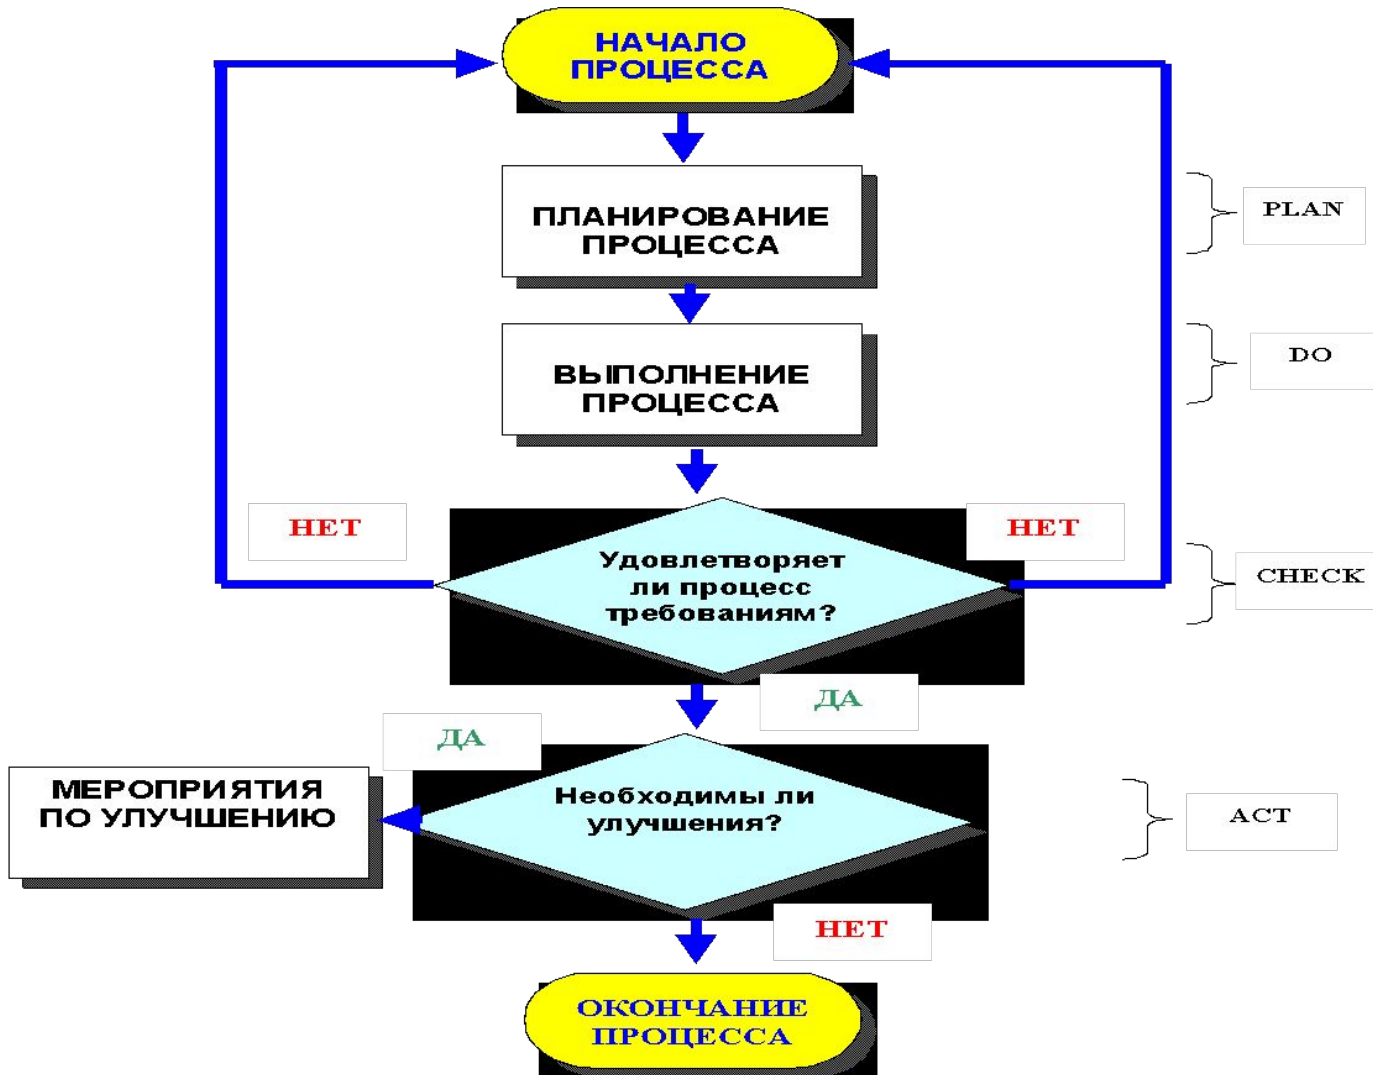 НАЧАЛО
ПРОЦЕССА
ПЛАНИРОВАНИЕ
ПРОЦЕССА
PLAN
ВЫПОЛНЕНИЕ
ПРОЦЕССА
DO
НЕТ
НЕТ
Удовлетворяет
ли процесс
требованиям?
CHECK
ДА
ДА
МЕРОПРИЯТИЯ
ПО УЛУЧШЕНИЮ
Необходимы ли
улучшения?
ACT
НЕТ
ОКОНЧАНИЕ
ПРОЦЕССА